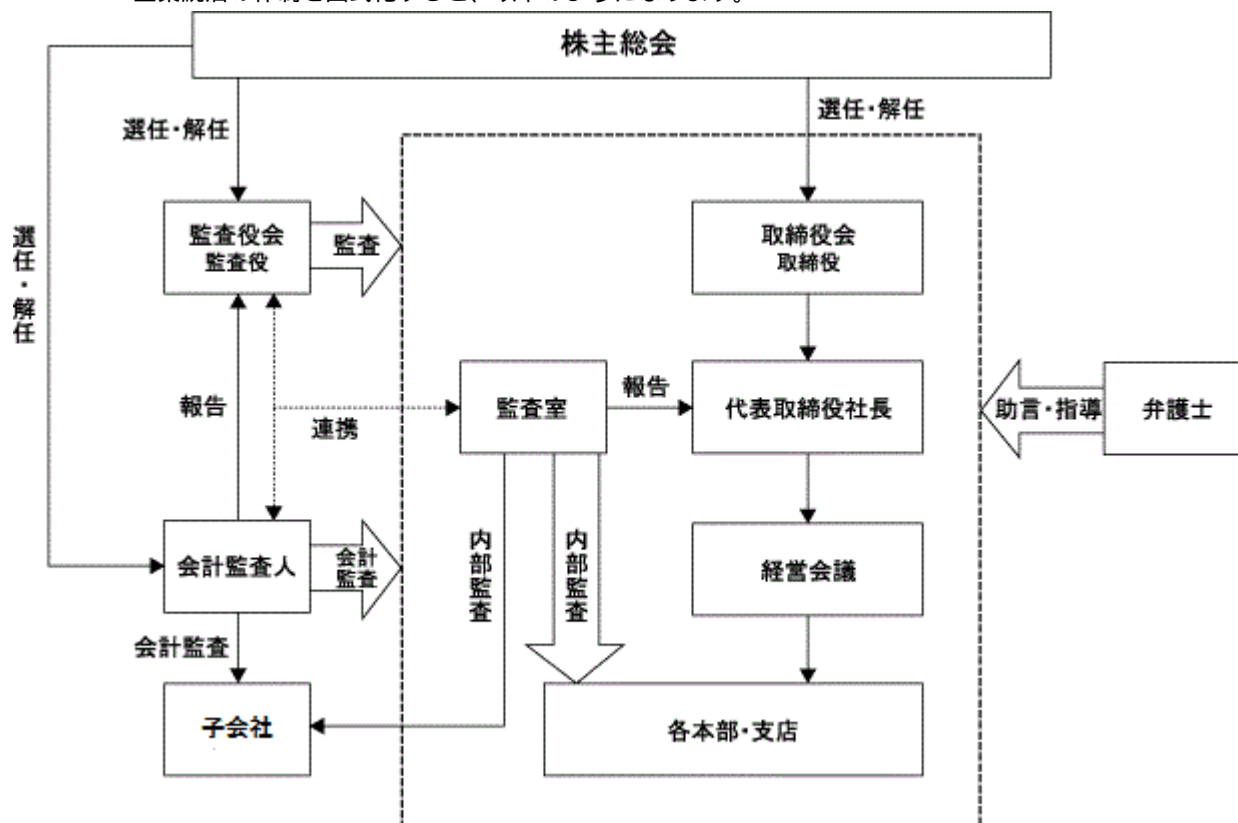 株主総会
選任・解任
選任・解任
選任・解任
監査役会
監査役
監査
取締役会
取締役
監査室
報告
代表取締役社長
助言・指導
弁護士
報告
連携
会計監査人
会計
監査
内部監査
内部監査
経営会議
会計監査
子会社
各本部・支店